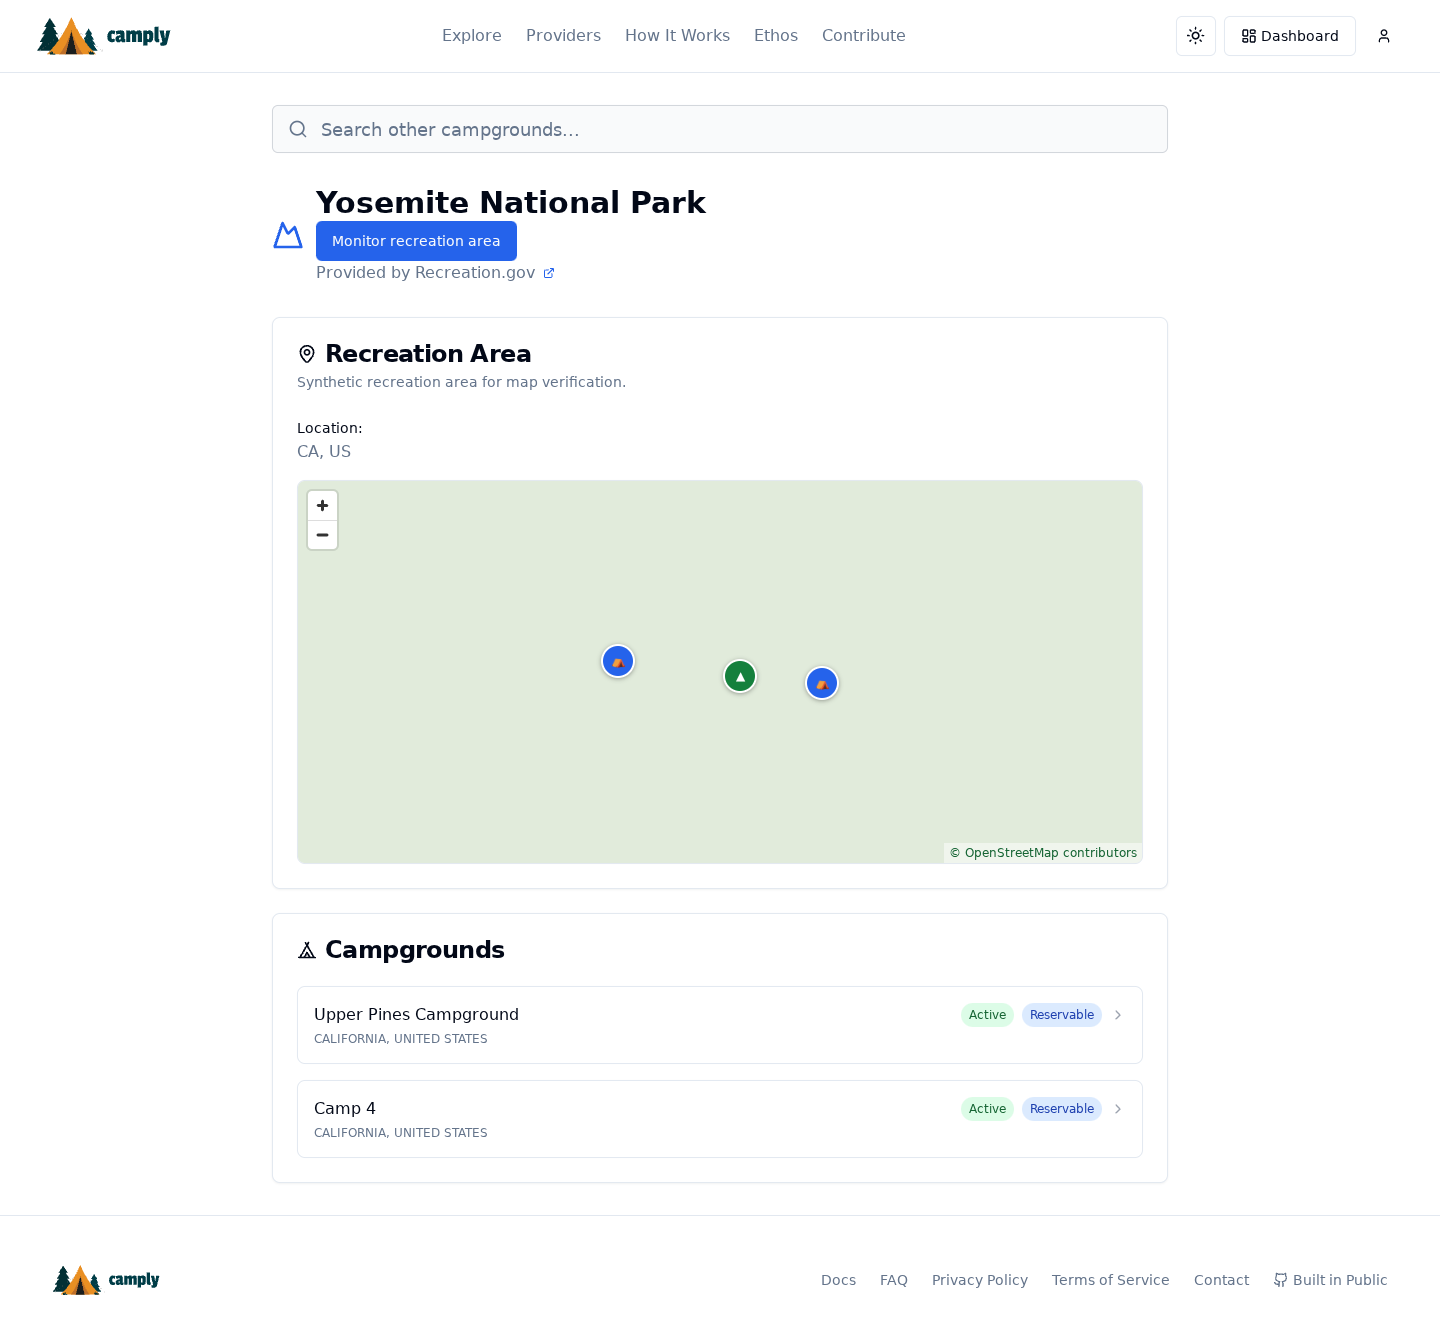 camply
Explore
Providers
How It Works
Ethos
Contribute
Dashboard
Search other campgrounds...
Yosemite National Park
Monitor recreation area
Provided by Recreation.gov
Recreation Area
Synthetic recreation area for map verification.
Location:
CA, US
© OpenStreetMap contributors
Campgrounds
Upper Pines Campground
Active
Reservable
CALIFORNIA, UNITED STATES
Camp 4
Active
Reservable
CALIFORNIA, UNITED STATES
camply
Docs
FAQ
Privacy Policy
Terms of Service
Contact
Built in Public